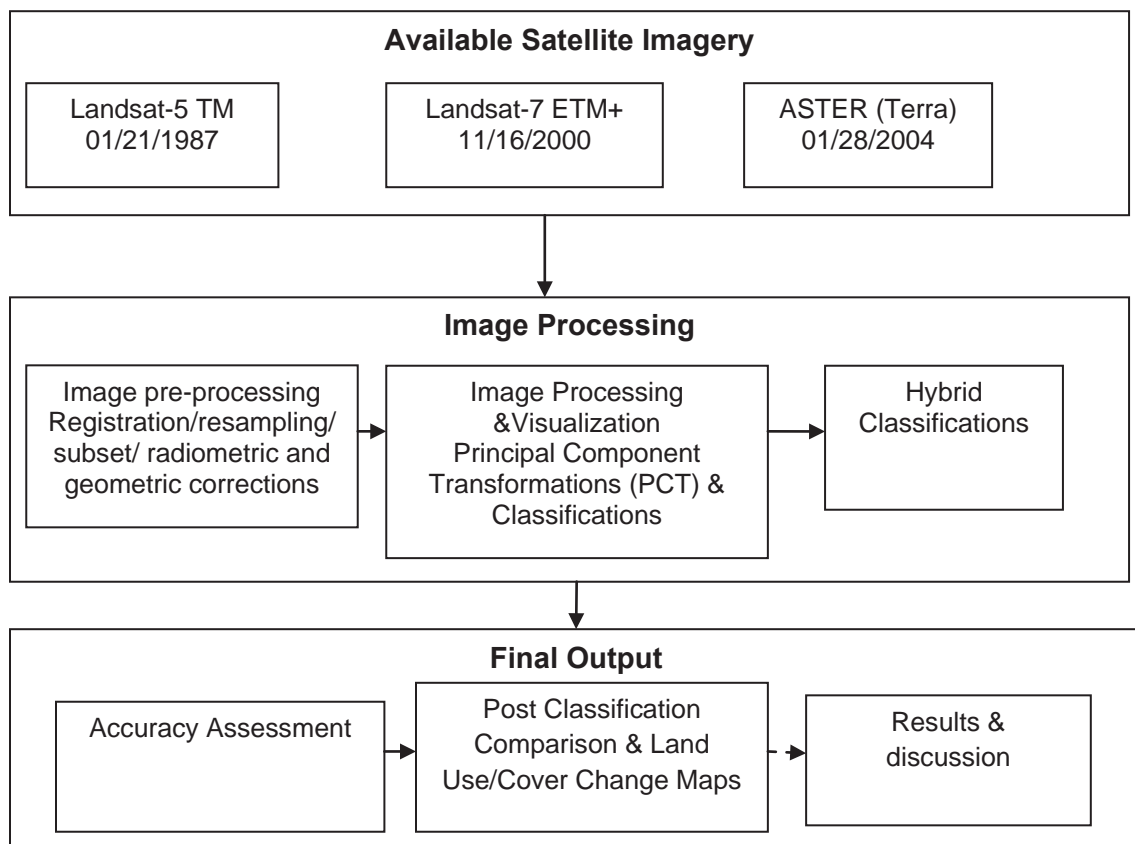 Available Satellite Imagery
Landsat-5 TM
01/21/1987
Landsat-7 ETM+
11/16/2000
ASTER (Terra)
01/28/2004
Image Processing
Image pre-processing
Registration/resampling/
subset/ radiometric and
geometric corrections
Image Processing
&Visualization
Principal Component
Transformations (PCT) &
Classifications
Hybrid
Classifications
Final Output
Accuracy Assessment
Post Classification
Comparison & Land
Use/Cover Change Maps
Results &
discussion